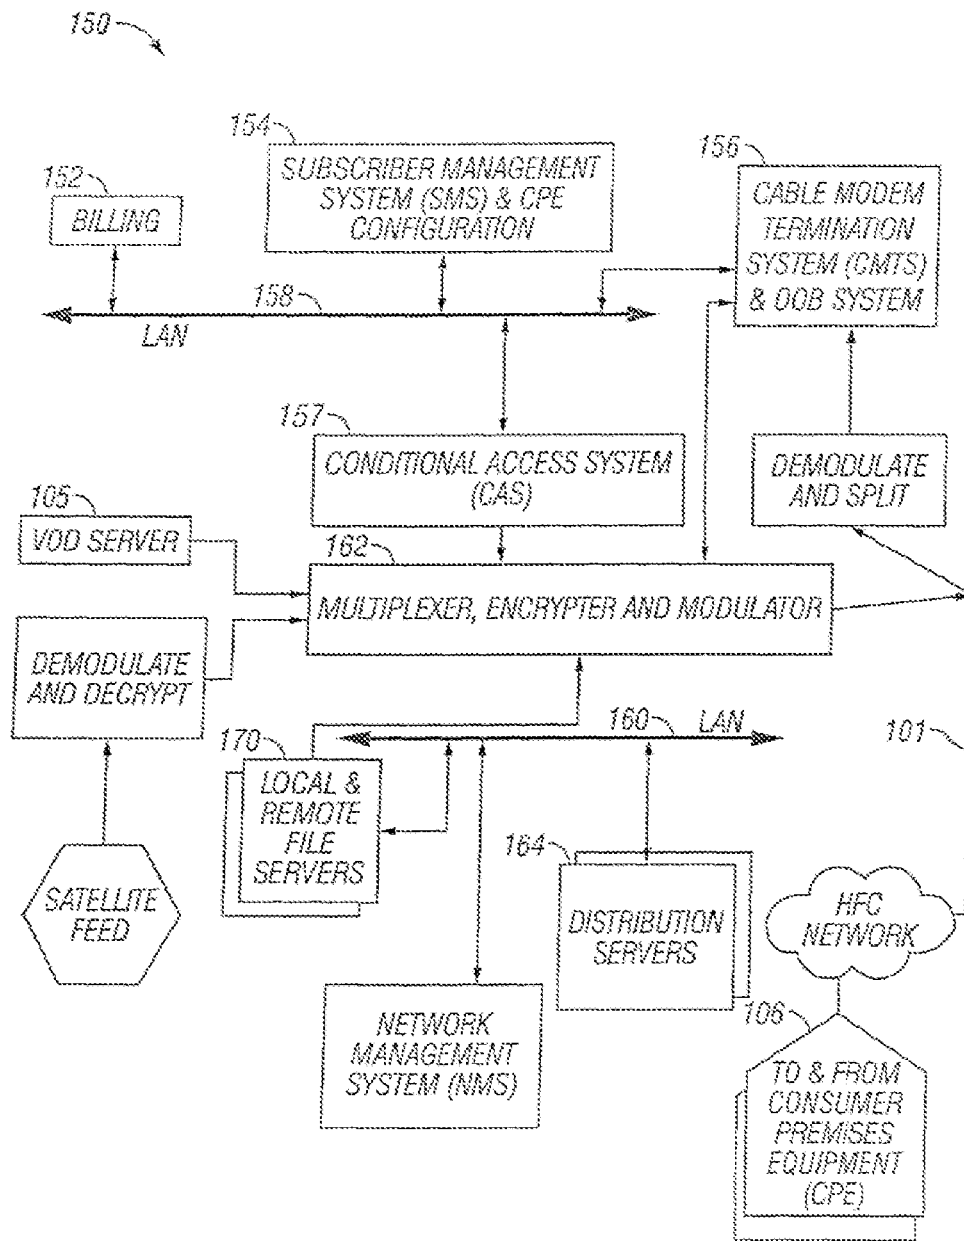 150
154
SUBSCRIBER MANAGEMENT
SYSTEM (SMS) & CPE
CONFIGURATION
156
CABLE MODEM
TERMINATION
SYSTEM (CMTS)
& OOB SYSTEM
152
BILLING
158
LAN
157
CONDITIONAL ACCESS SYSTEM
(CAS)
DEMODULATE
AND SPLIT
105
VOD SERVER
162
MULTIPLEXER, ENCRYPTER AND MODULATOR
DEMODULATE
AND DECRYPT
160
LAN
101
170
LOCAL &
REMOTE
FILE
SERVERS
164
DISTRIBUTION
SERVERS
SATELLITE
FEED
HFC
NETWORK
NETWORK
MANAGEMENT
SYSTEM (NMS)
106
TO & FROM
CONSUMER
PREMISES
EQUIPMENT
(CPE)